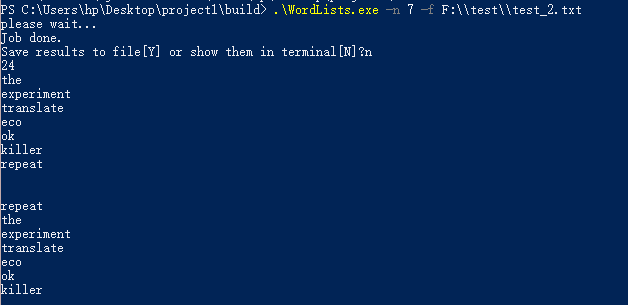 PS C:\Users\hp\Desktop\project1\build> .\WordLists.exe -n 7 -f F:\\test\\test_2.txt
please wait...
Job done.
Save results to file[Y] or show them in terminal[N]?n
24
the
experiment
translate
eco
ok
killer
repeat
repeat
the
experiment
translate
eco
ok
killer